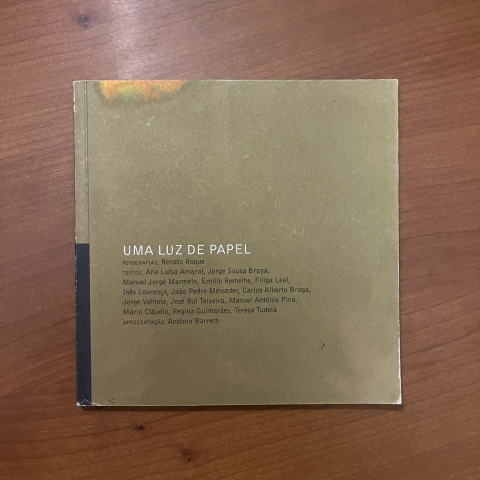 UMA LUZ DE PAPEL
FOTOGRAFIAS, Renato Roque
TEXTOS, Ana Luísa Amaral, Jorge Sousa Braga,
Manuel Jorge Marmelo, Emílio Remelhe, Filipa Leal,
Inês Lourenço, João Pedro Mésseder, Carlos Alberto Braga,
Jorge Velhote, José Rui Teixeira, Manuel António Pina,
Mário Cláudio, Regina Guimarães, Teresa Tudela
APRESENTAÇÃO, António Barreto